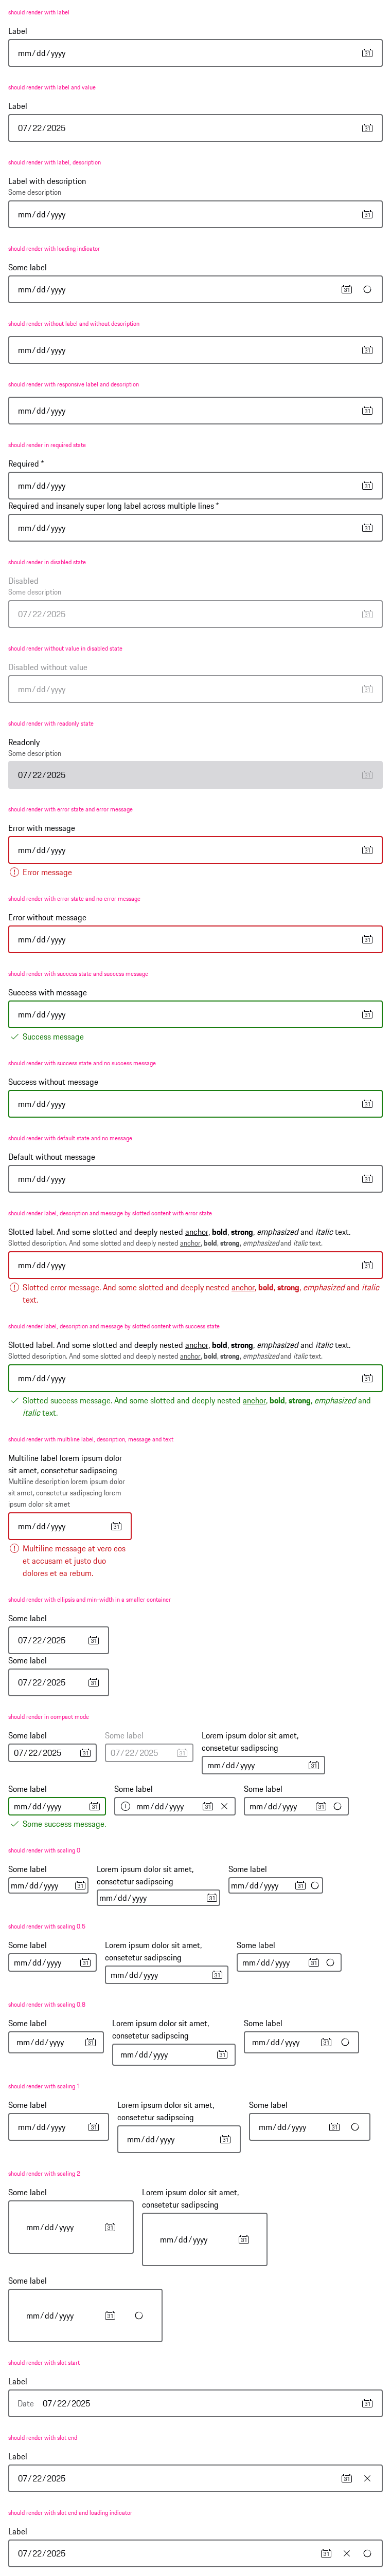 should render with label
Label
mm/dd/yyyy
should render with label and value
Label
07/22/2025
should render with label, description
Label with description
Some description
mm/dd/yyyy
should render with loading indicator
Some label
mm/dd/yyyy
should render without label and without description
mm/dd/yyyy
should render with responsive label and description
mm/dd/yyyy
should render in required state
Required *
mm/dd/yyyy
Required and insanely super long label across multiple lines *
mm/dd/yyyy
should render in disabled state
Disabled
Some description
07/22/2025
should render without value in disabled state
Disabled without value
mm/dd/yyyy
should render with readonly state
Readonly
Some description
07/22/2025
should render with error state and error message
Error with message
mm/dd/yyyy
Error message
should render with error state and no error message
Error without message
mm/dd/yyyy
should render with success state and success message
Success with message
mm/dd/yyyy
Success message
should render with success state and no success message
Success without message
mm/dd/yyyy
should render with default state and no message
Default without message
mm/dd/yyyy
should render label, description and message by slotted content with error state
Slotted label. And some slotted and deeply nested anchor, bold, strong, emphasized and italic text.
Slotted description. And some slotted and deeply nested anchor, bold, strong, emphasized and italic text.
mm/dd/yyyy
Slotted error message. And some slotted and deeply nested anchor, bold, strong, emphasized and italic
text.
should render label, description and message by slotted content with success state
Slotted label. And some slotted and deeply nested anchor, bold, strong, emphasized and italic text.
Slotted description. And some slotted and deeply nested anchor, bold, strong, emphasized and italic text.
mm/dd/yyyy
Slotted success message. And some slotted and deeply nested anchor, bold, strong, emphasized and
italic text.
should render with multiline label, description, message and text
Multiline label lorem ipsum dolor
sit amet, consetetur sadipscing
Multiline description lorem ipsum dolor
sit amet, consetetur sadipscing lorem
ipsum dolor sit amet
mm/dd/yyyy
Multiline message at vero eos
et accusam et justo duo
dolores et ea rebum.
should render with ellipsis and min-width in a smaller container
Some label
07/22/2025
Some label
07/22/2025
should render in compact mode
Some label Some label Lorem ipsum dolor sit amet,
consetetur sadipscing
07/22/2025 07/22/2025 mm/dd/yyyy
Some label Some label Some label
mm/dd/yyyy mm/dd/yyyy mm/dd/yyyy
Some success message.
should render with scaling 0
Some label Lorem ipsum dolor sit amet, Some label
consetetur sadipscing
mm/dd/yyyy mm/dd/yyyy mm/dd/yyyy
should render with scaling 0.5
Some label Lorem ipsum dolor sit amet, Some label
consetetur sadipscing
mm/dd/yyyy mm/dd/yyyy mm/dd/yyyy
should render with scaling 0.8
Some label Lorem ipsum dolor sit amet, Some label
consetetur sadipscing
mm/dd/yyyy mm/dd/yyyy mm/dd/yyyy
should render with scaling 1
Some label Lorem ipsum dolor sit amet, Some label
consetetur sadipscing
mm/dd/yyyy mm/dd/yyyy mm/dd/yyyy
should render with scaling 2
Some label Lorem ipsum dolor sit amet,
consetetur sadipscing
mm/dd/yyyy mm/dd/yyyy
Some label
mm/dd/yyyy
should render with slot start
Label
Date 07/22/2025
should render with slot end
Label
07/22/2025
should render with slot end and loading indicator
Label
07/22/2025